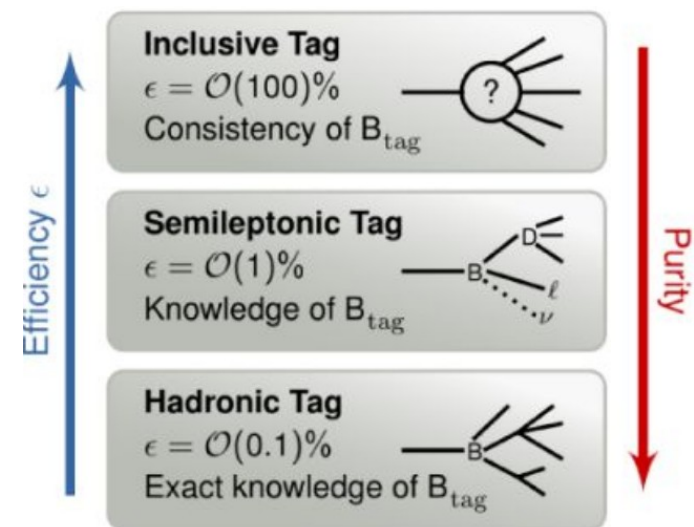 Efficiency ϵ
Inclusive Tag
ϵ = 𝒪(100)%
Consistency of B_tag
?
Semileptonic Tag
ϵ = 𝒪(1)%
Knowledge of B_tag
B
D
ℓ
ν
Hadronic Tag
ϵ = 𝒪(0.1)%
Exact knowledge of B_tag
B
Purity